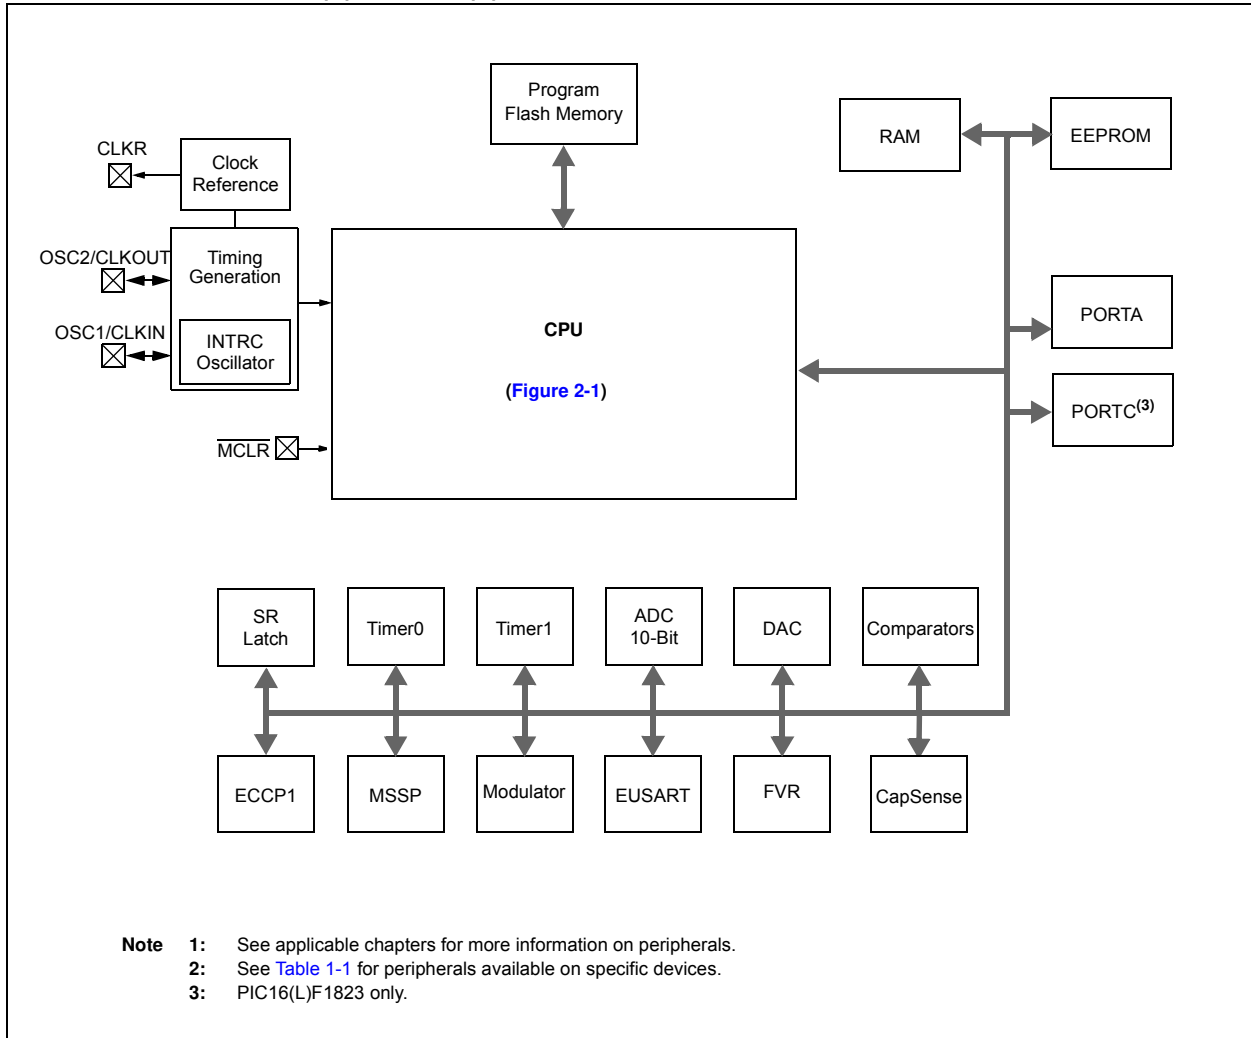 Program
Flash Memory
RAM
EEPROM
CLKR
Clock
Reference
OSC2/CLKOUT
Timing
Generation
OSC1/CLKIN
INTRC
Oscillator
MCLR
CPU
(Figure 2-1)
PORTA
PORTC(3)
SR
Latch
Timer0
Timer1
ADC
10-Bit
DAC
Comparators
ECCP1
MSSP
Modulator
EUSART
FVR
CapSense
Note 1: See applicable chapters for more information on peripherals.
2: See Table 1-1 for peripherals available on specific devices.
3: PIC16(L)F1823 only.